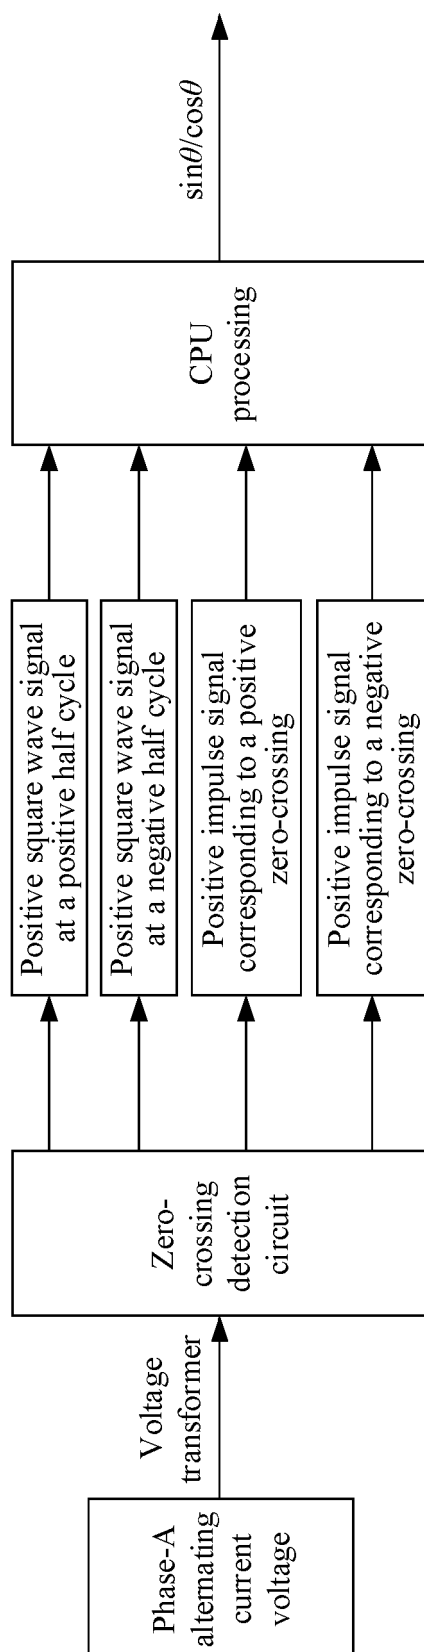 Phase-A
alternating
current
voltage
Voltage
transformer
Zero-
crossing
detection
circuit
Positive square wave signal
at a positive half cycle
Positive square wave signal
at a negative half cycle
Positive impulse signal
corresponding to a positive
zero-crossing
Positive impulse signal
corresponding to a negative
zero-crossing
CPU
processing
sinθ/cosθ